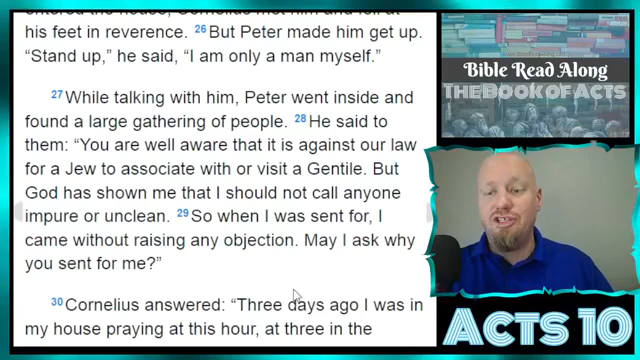 entered the house, Cornelius met him and fell at
his feet in reverence. 26 But Peter made him get up.
“Stand up,” he said, “I am only a man myself.”
27 While talking with him, Peter went inside and
found a large gathering of people. 28 He said to
them: “You are well aware that it is against our law
for a Jew to associate with or visit a Gentile. But
God has shown me that I should not call anyone
impure or unclean. 29 So when I was sent for, I
came without raising any objection. May I ask why
you sent for me?”
30 Cornelius answered: “Three days ago I was in
my house praying at this hour, at three in the
Bible Read Along
The Book of Acts
Acts 10